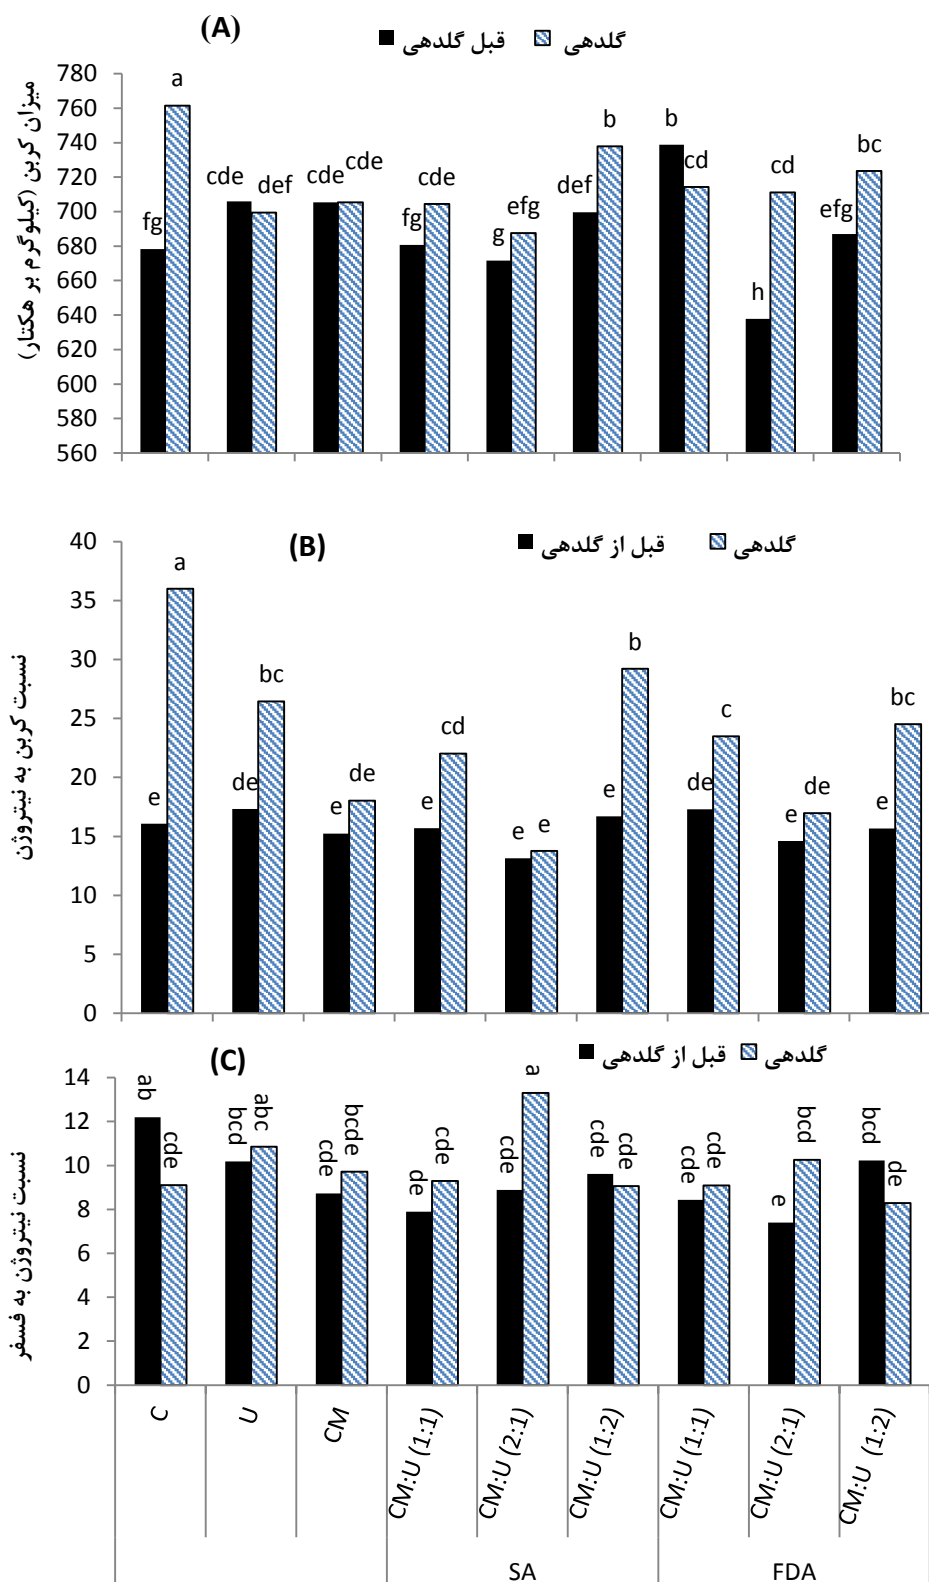 (A)
قبل گلدهی
گلدهی
میزان کربن (کیلوگرم بر هکتار)
780
760
740
720
700
680
660
640
620
600
580
560
fg a cde def cde cde fg cde g efg def b b cd h cd efg bc
(B)
قبل از گلدهی
گلدهی
نسبت کربن به نیتروژن
40
35
30
25
20
15
10
5
0
e a de bc e de e cd e e e b de c e de e bc
(C)
قبل از گلدهی
گلدهی
نسبت نیتروژن به فسفر
14
12
10
8
6
4
2
0
ab cde bcd abc cde bcde de cde cde a cde cde cde cde e bcd bcd de
C
U
CM
CM:U (1:1)
CM:U (2:1)
CM:U (1:2)
CM:U (1:1)
CM:U (2:1)
CM:U (1:2)
SA
FDA